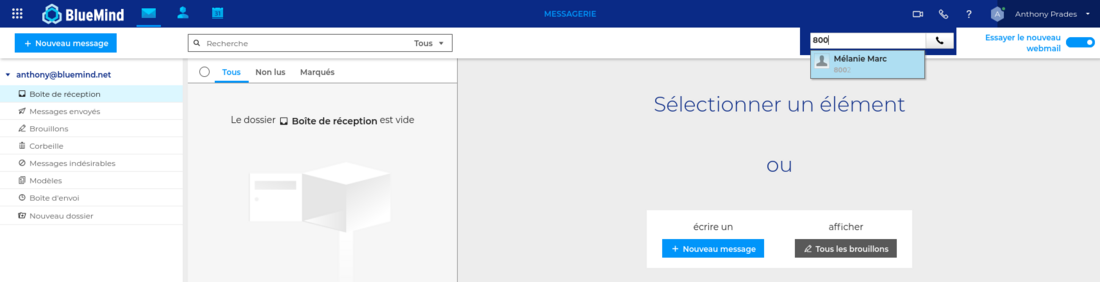 BlueMind
31
MESSAGERIE
?
A
Anthony Prades
+ Nouveau message
Recherche
Tous
800
Essayer le nouveau
webmail
Mélanie Marc
anthony@bluemind.net
Boîte de réception
Messages envoyés
Brouillons
Corbeille
Messages indésirables
Modèles
Boîte d'envoi
Nouveau dossier
Tous Non lus Marqués
Le dossier Boîte de réception est vide
Sélectionner un élément
ou
écrire un
+ Nouveau message
afficher
Tous les brouillons